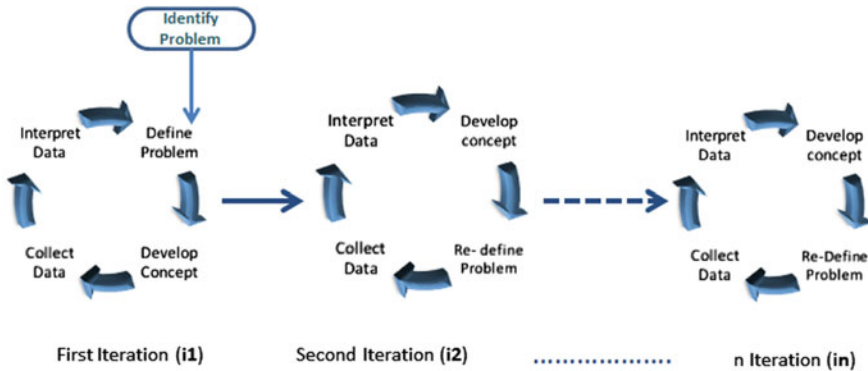 Identify
Problem
Interpret
Data
Define
Problem
Collect
Data
Develop
Concept
First Iteration (i1)
Interpret
Data
Develop
concept
Collect
Data
Re- define
Problem
Second Iteration (i2)
Interpret
Data
Develop
concept
Collect
Data
Re-Define
Problem
n Iteration (in)